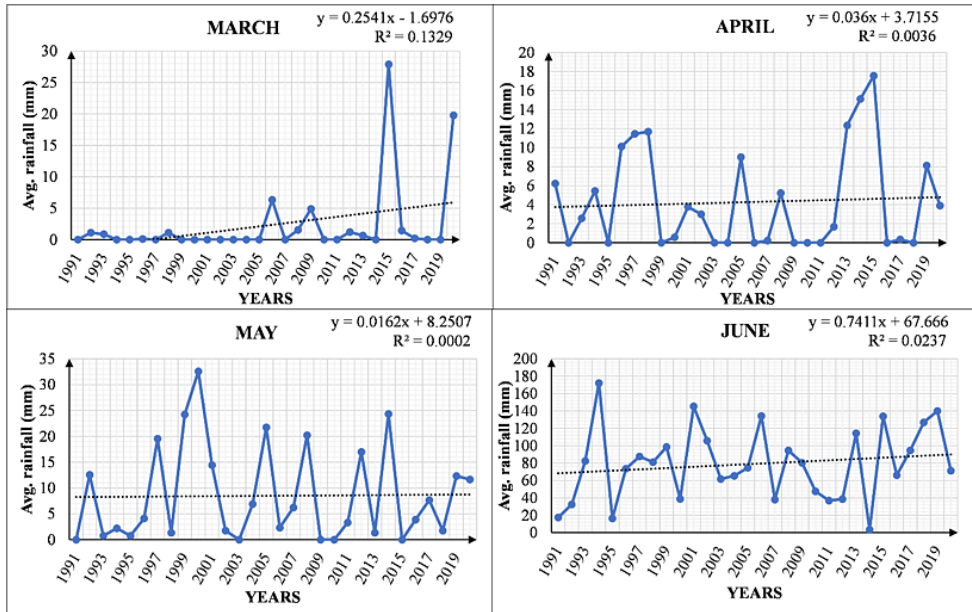 MARCH
y = 0.2541x - 1.6976
R² = 0.1329
Avg. rainfall (mm)
30
25
20
15
10
5
0
1991 1993 1995 1997 1999 2001 2003 2005 2007 2009 2011 2013 2015 2017 2019
YEARS
APRIL
y = 0.036x + 3.7155
R² = 0.0036
Avg. rainfall (mm)
20
18
16
14
12
10
8
6
4
2
0
1991 1993 1995 1997 1999 2001 2003 2005 2007 2009 2011 2013 2015 2017 2019
YEARS
MAY
y = 0.0162x + 8.2507
R² = 0.0002
Avg. rainfall (mm)
35
30
25
20
15
10
5
0
1991 1993 1995 1997 1999 2001 2003 2005 2007 2009 2011 2013 2015 2017 2019
YEARS
JUNE
y = 0.7411x + 67.666
R² = 0.0237
Avg. rainfall (mm)
200
180
160
140
120
100
80
60
40
20
0
1991 1993 1995 1997 1999 2001 2003 2005 2007 2009 2011 2013 2015 2017 2019
YEARS